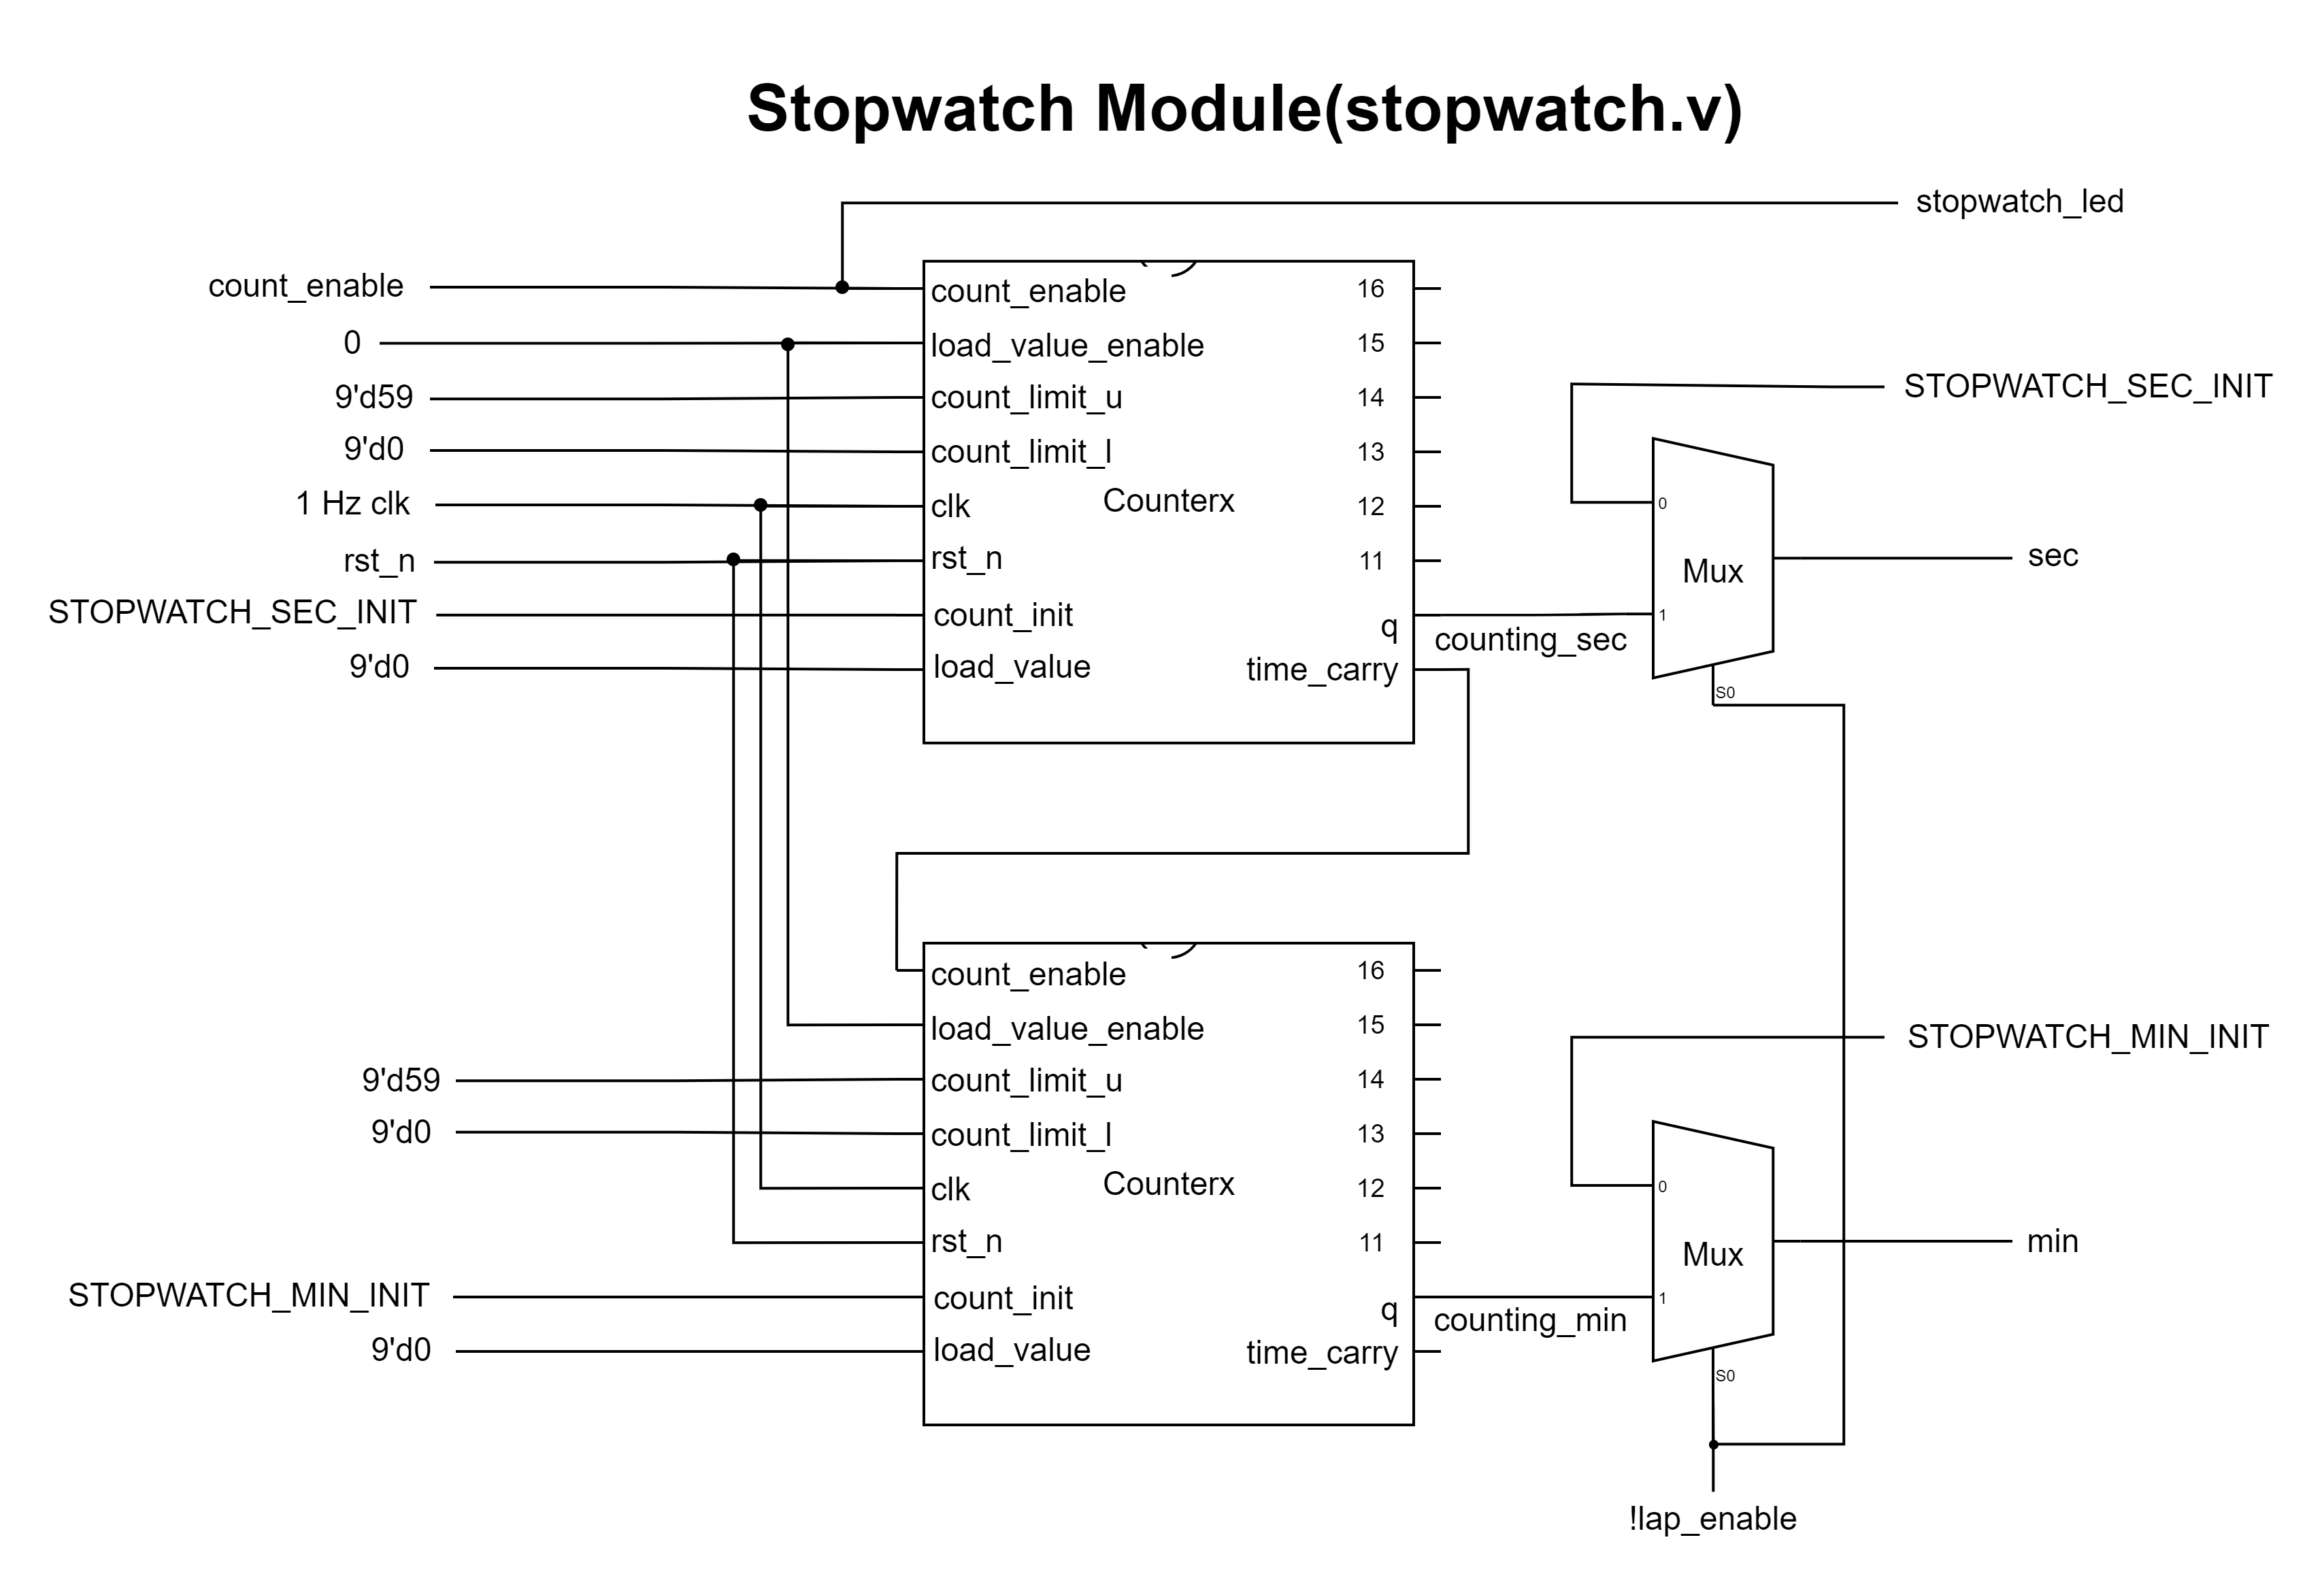 Stopwatch Module(stopwatch.v)
stopwatch_led
count_enable
0
9'd59
9'd0
1 Hz clk
rst_n
STOPWATCH_SEC_INIT
9'd0
count_enable
load_value_enable
count_limit_u
count_limit_l
clk
rst_n
count_init
load_value
Counterx
16
15
14
13
12
11
q
time_carry
counting_sec
STOPWATCH_SEC_INIT
0
Mux
1
S0
sec
9'd59
9'd0
STOPWATCH_MIN_INIT
9'd0
count_enable
load_value_enable
count_limit_u
count_limit_l
clk
rst_n
count_init
load_value
Counterx
16
15
14
13
12
11
q
time_carry
counting_min
STOPWATCH_MIN_INIT
0
Mux
1
S0
min
!lap_enable